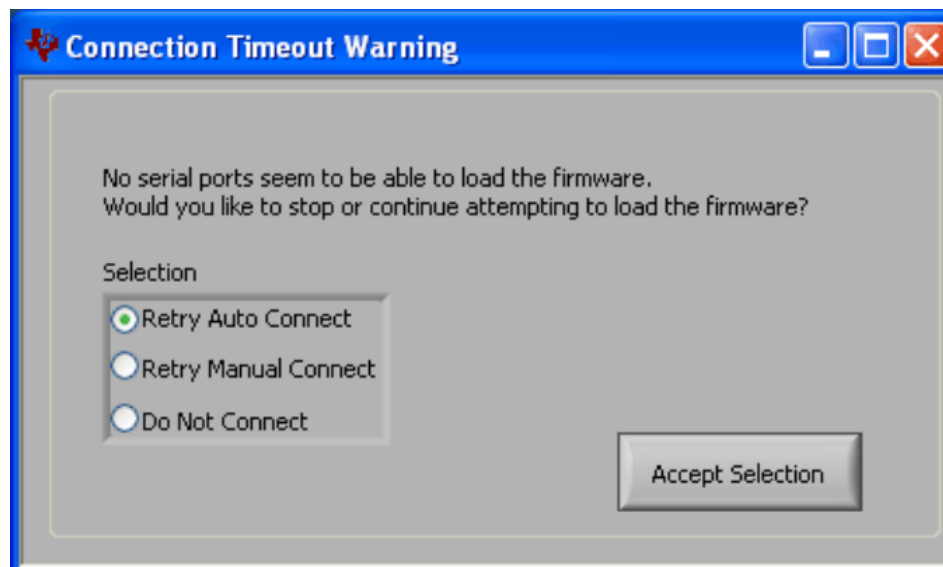 Connection Timeout Warning
No serial ports seem to be able to load the firmware.
Would you like to stop or continue attempting to load the firmware?
Selection
Retry Auto Connect
Retry Manual Connect
Do Not Connect
Accept Selection